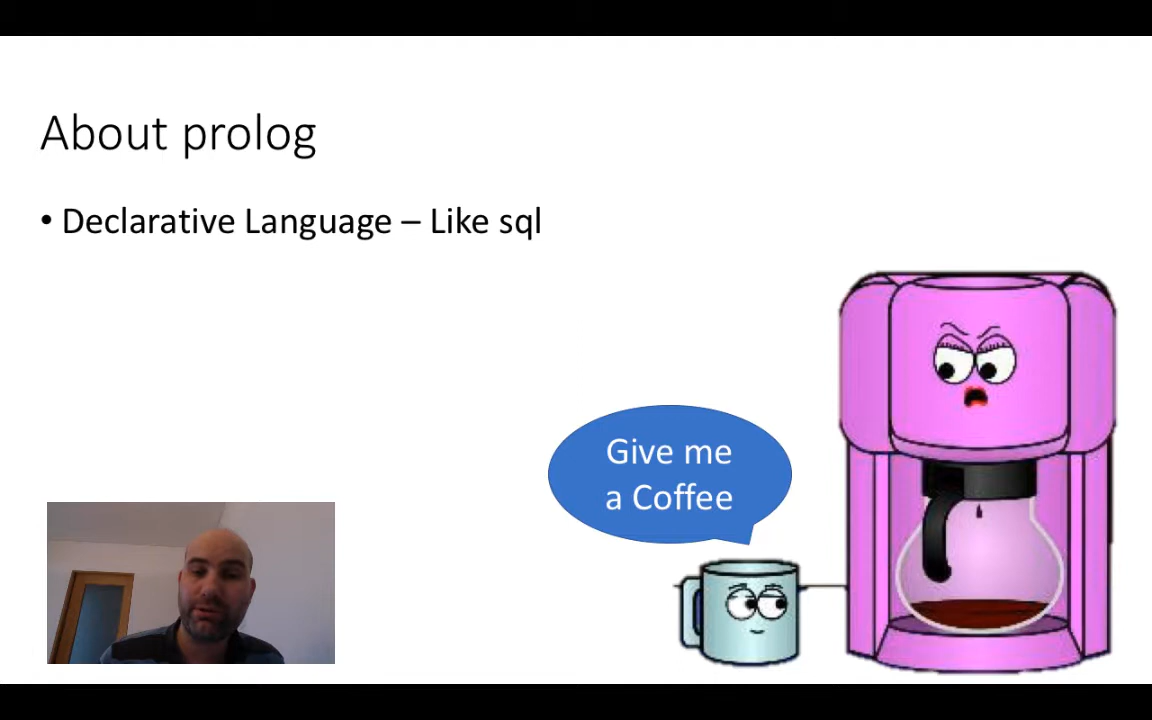 About prolog
• Declarative Language – Like sql
Give me
a Coffee